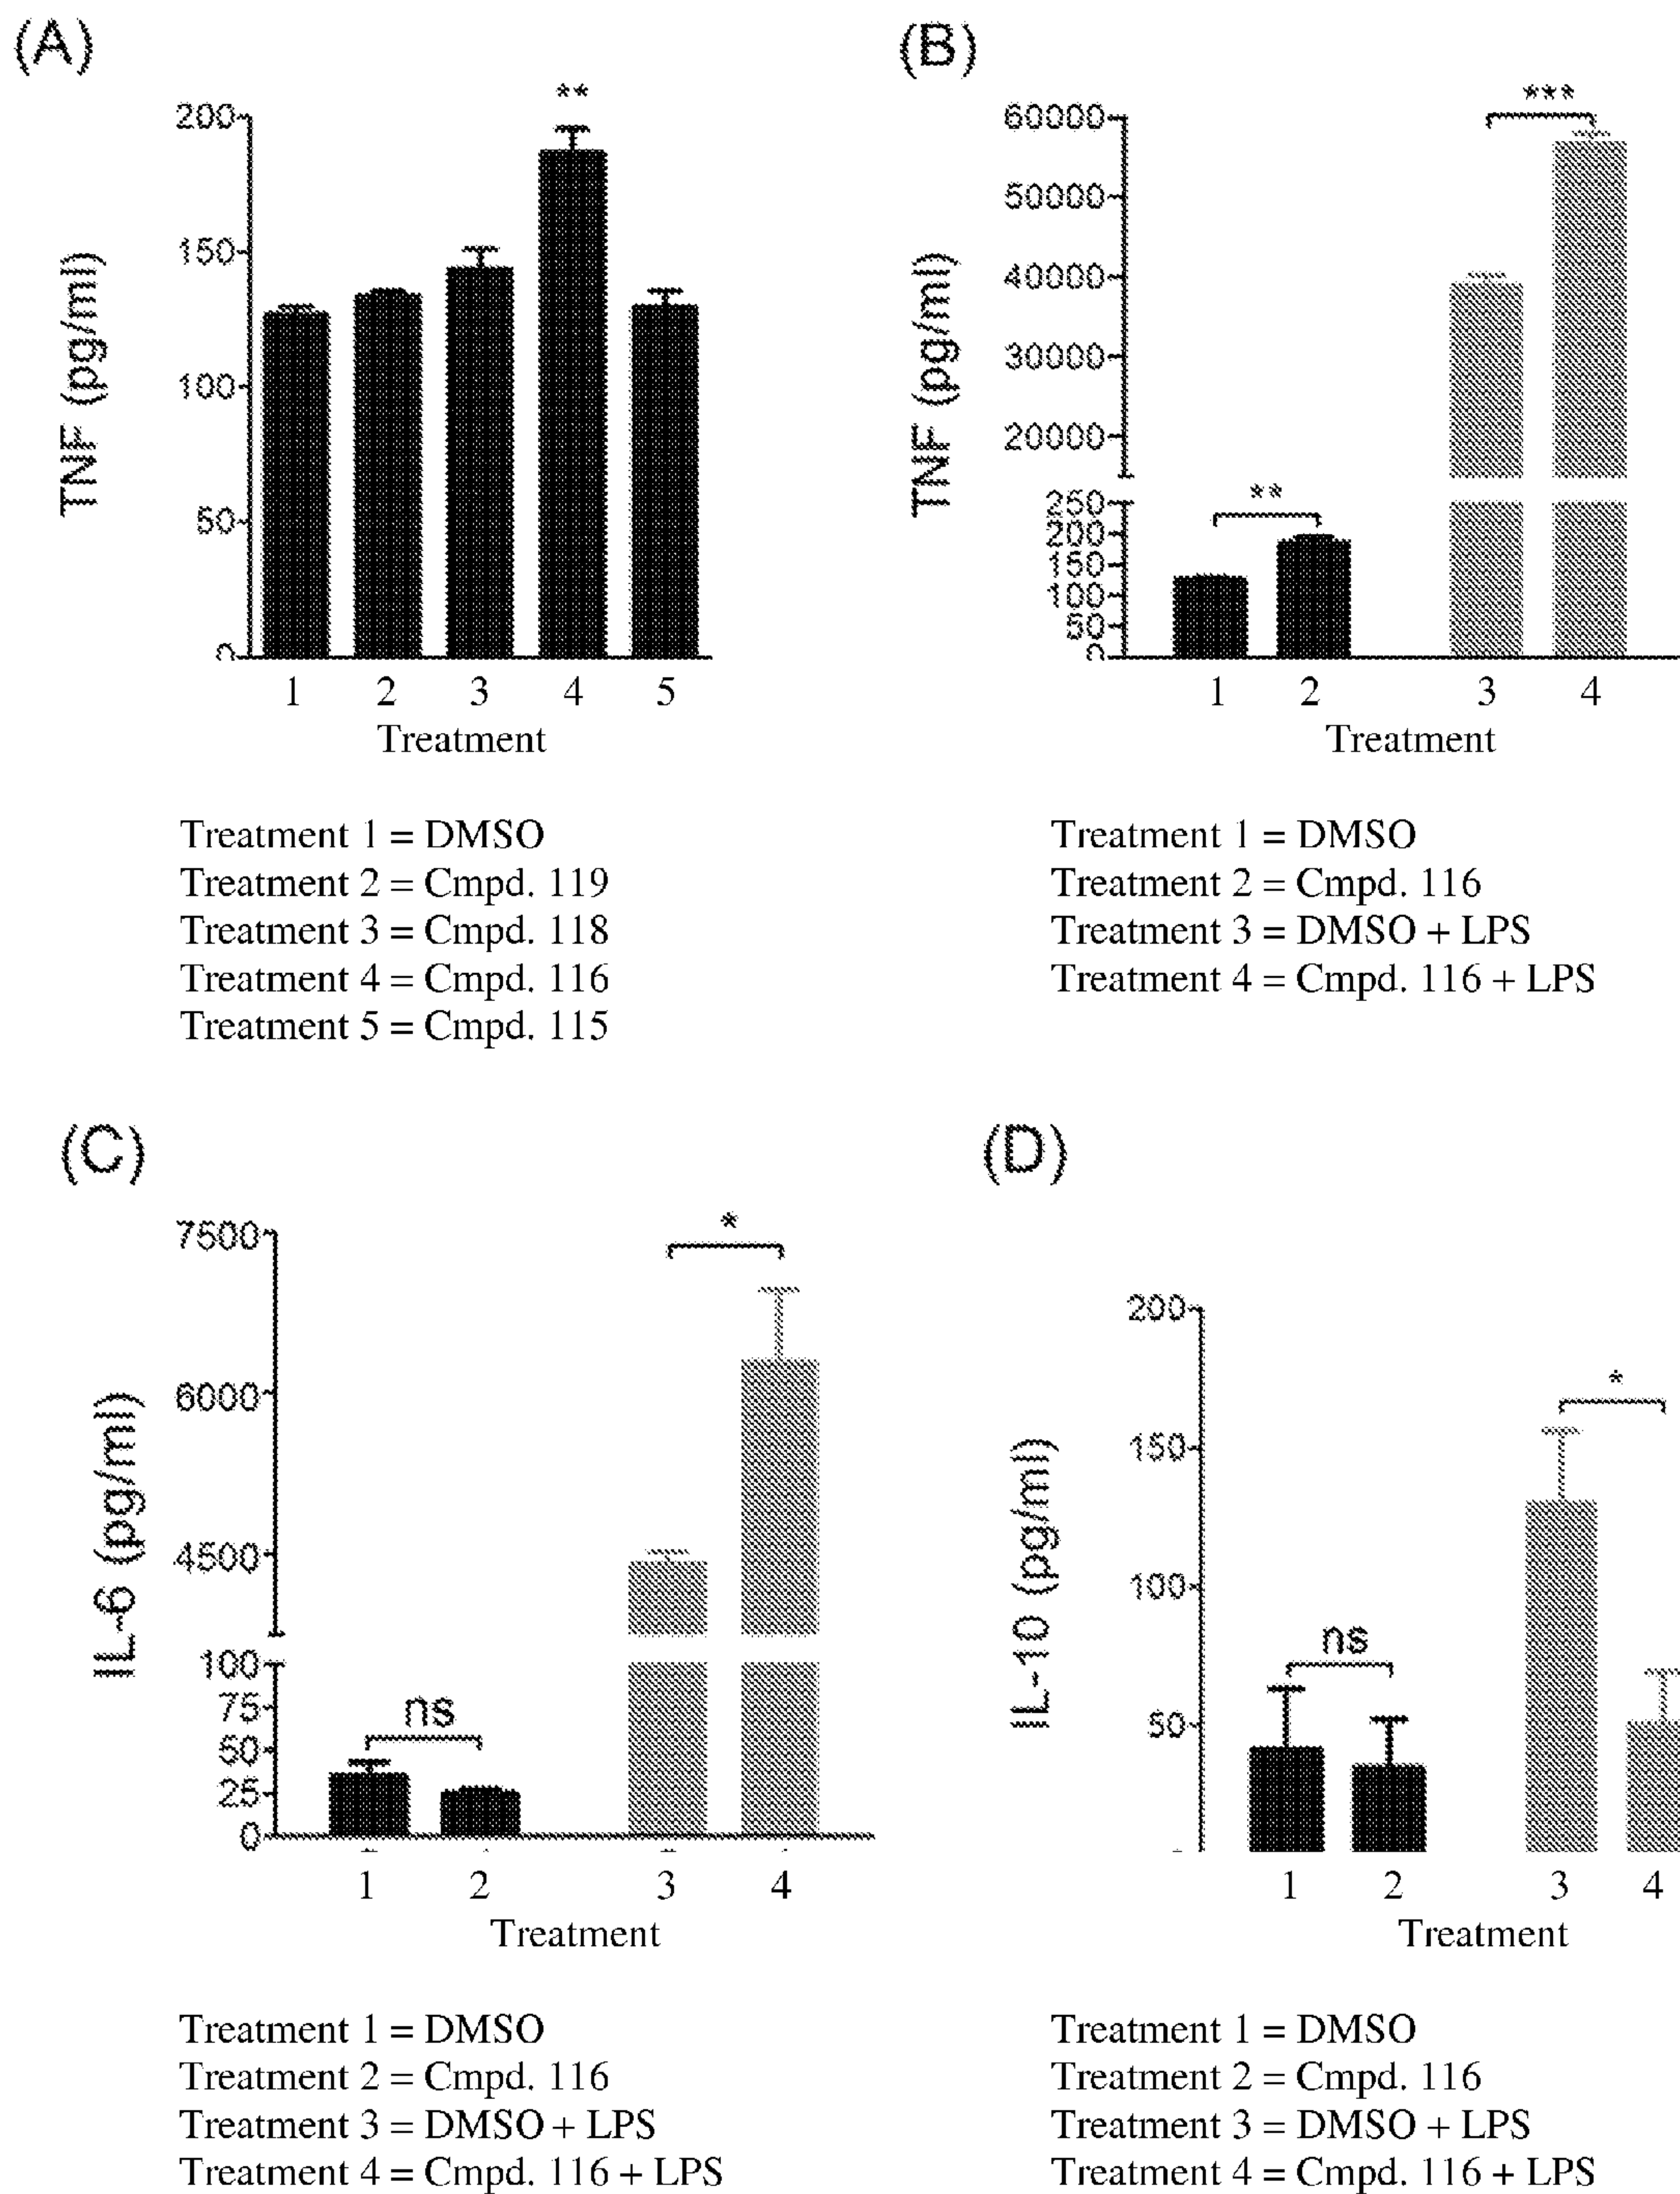 (A)
**
200
150
100
50
0
TNF (pg/ml)
1 2 3 4 5
Treatment
Treatment 1 = DMSO
Treatment 2 = Cmpd. 119
Treatment 3 = Cmpd. 118
Treatment 4 = Cmpd. 116
Treatment 5 = Cmpd. 115
(B)
***
60000
50000
40000
30000
20000
**
250
200
150
100
50
0
TNF (pg/ml)
1 2 3 4
Treatment
Treatment 1 = DMSO
Treatment 2 = Cmpd. 116
Treatment 3 = DMSO + LPS
Treatment 4 = Cmpd. 116 + LPS
(C)
*
7500
6000
4500
100
75
50
25
0
ns
IL-6 (pg/ml)
1 2 3 4
Treatment
Treatment 1 = DMSO
Treatment 2 = Cmpd. 116
Treatment 3 = DMSO + LPS
Treatment 4 = Cmpd. 116 + LPS
(D)
200
*
150
100
ns
50
IL-10 (pg/ml)
1 2 3 4
Treatment
Treatment 1 = DMSO
Treatment 2 = Cmpd. 116
Treatment 3 = DMSO + LPS
Treatment 4 = Cmpd. 116 + LPS